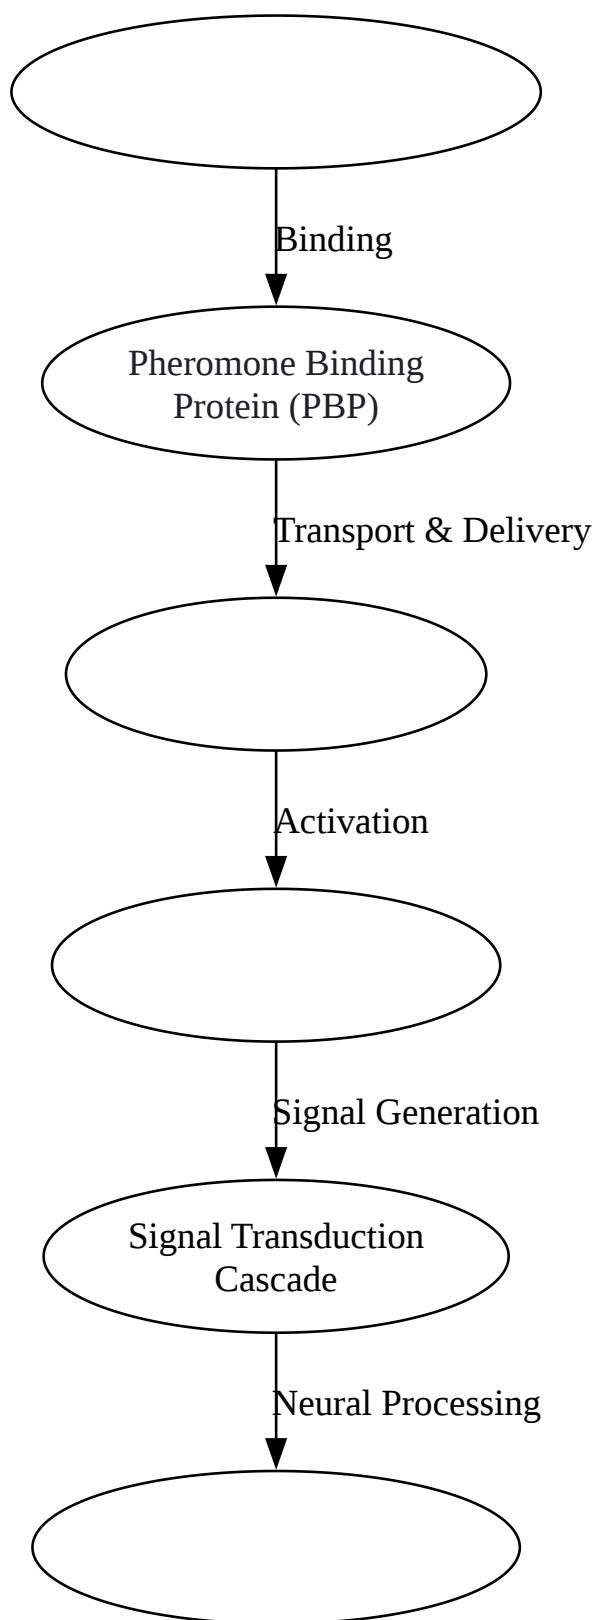 Binding
Pheromone Binding
Protein (PBP)
Transport & Delivery
Activation
Signal Generation
Signal Transduction
Cascade
Neural Processing